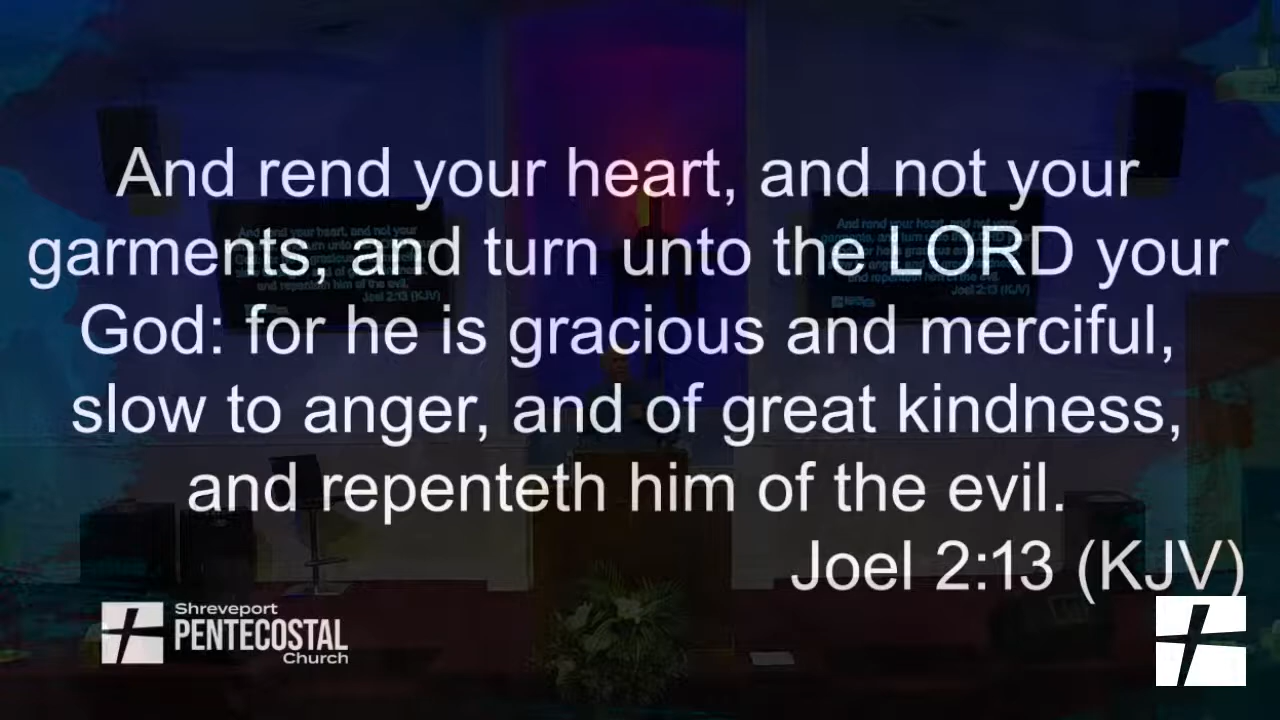 And rend your heart, and not your
garments, and turn unto the LORD your
God: for he is gracious and merciful,
slow to anger, and of great kindness,
and repenteth him of the evil.
Joel 2:13 (KJV)
Shreveport
PENTECOSTAL
Church